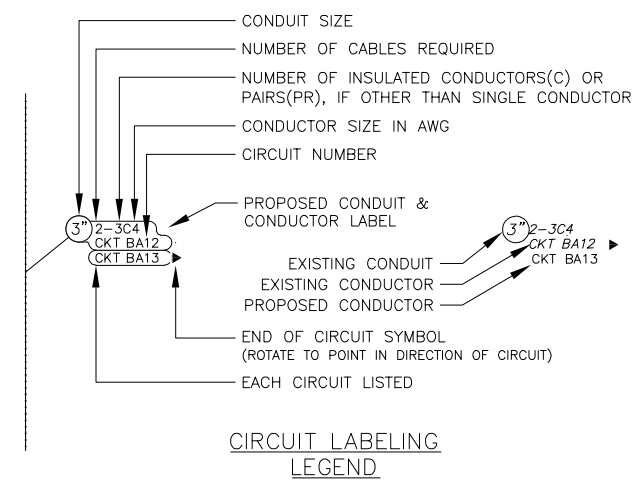 CONDUIT SIZE
NUMBER OF CABLES REQUIRED
NUMBER OF INSULATED CONDUCTORS(C) OR
PAIRS(PR), IF OTHER THAN SINGLE CONDUCTOR
CONDUCTOR SIZE IN AWG
CIRCUIT NUMBER
PROPOSED CONDUIT &
CONDUCTOR LABEL
3" 2-3C4
CKT BA12
CKT BA13
3" 2-3C4
CKT BA12
CKT BA13
EXISTING CONDUIT
EXISTING CONDUCTOR
PROPOSED CONDUCTOR
END OF CIRCUIT SYMBOL
(ROTATE TO POINT IN DIRECTION OF CIRCUIT)
EACH CIRCUIT LISTED
CIRCUIT LABELING
LEGEND